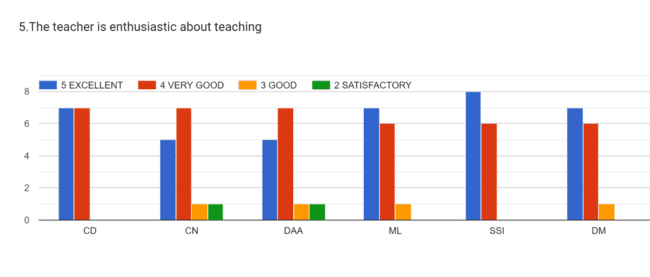 5.The teacher is enthusiastic about teaching
5 EXCELLENT 4 VERY GOOD 3 GOOD 2 SATISFACTORY
8
6
4
2
0
CD CN DAA ML SSI DM